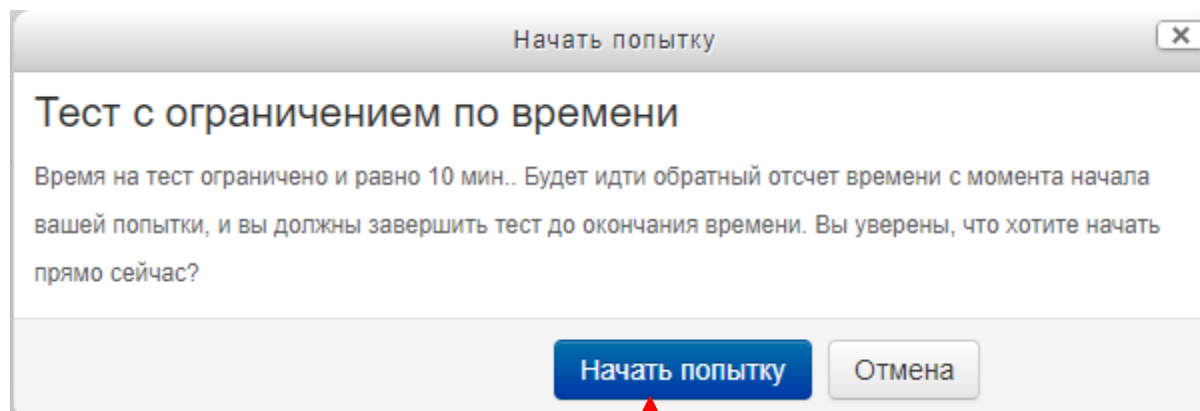 Начать попытку
Тест с ограничением по времени
Время на тест ограничено и равно 10 мин.. Будет идти обратный отсчет времени с момента начала
вашей попытки, и вы должны завершить тест до окончания времени. Вы уверены, что хотите начать
прямо сейчас?
Начать попытку Отмена